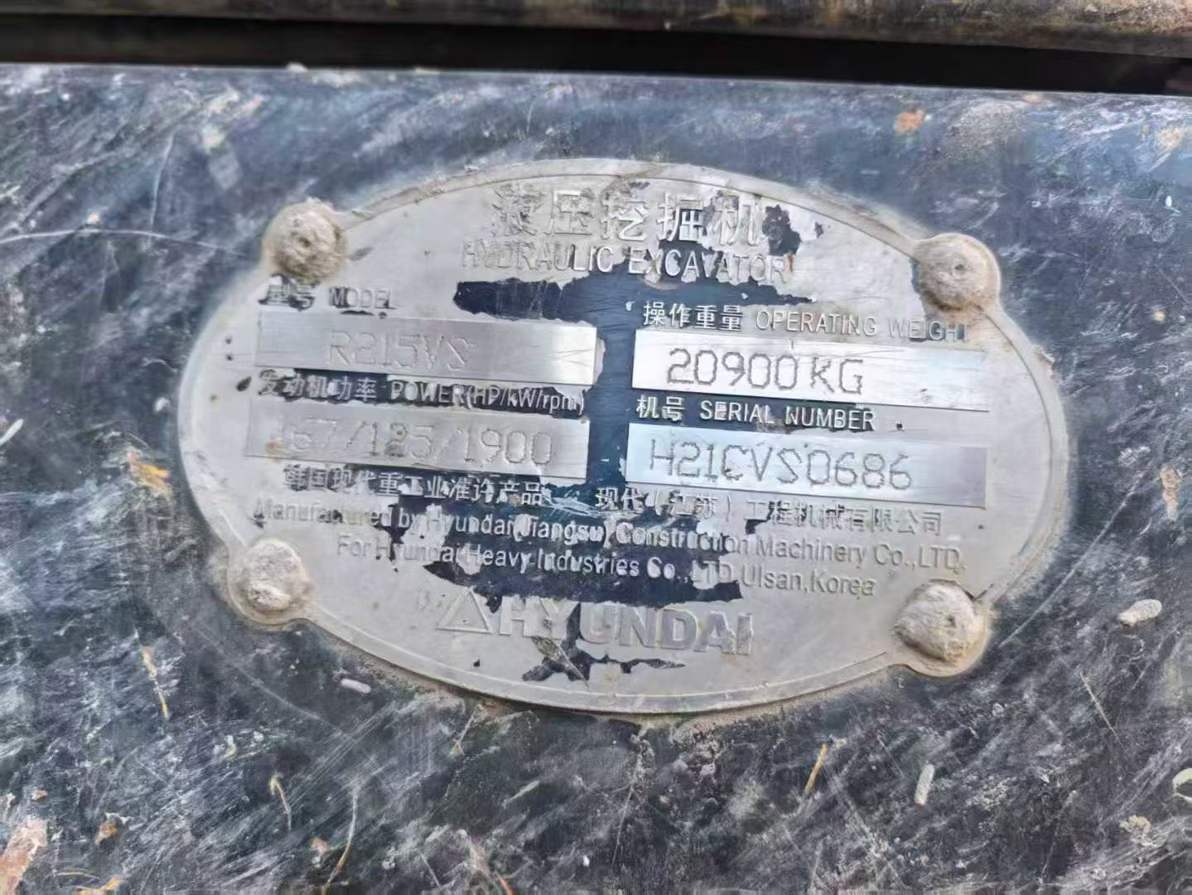 液压挖掘机
HYDRAULIC EXCAVATOR
型号 MODEL
R215VS
操作重量 OPERATING WEIGHT
20900KG
发动机功率 POWER(HP/kW/rpm)
167/125/1900
机号 SERIAL NUMBER
H21CVS0686
韩国现代重工业准许产品
现代(江苏)工程机械有限公司
Manufactured by Hyundai(Jiangsu) Construction Machinery Co.,LTD.
For Hyundai Heavy Industries Co.,LTD.Ulsan,Korea
HYUNDAI